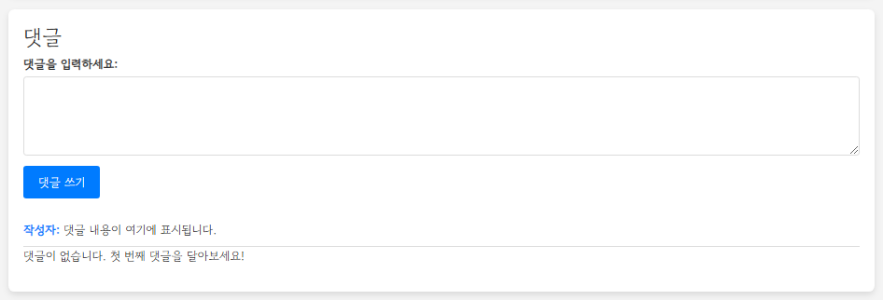 댓글
댓글을 입력하세요:
댓글 쓰기
작성자: 댓글 내용이 여기에 표시됩니다.
댓글이 없습니다. 첫 번째 댓글을 달아보세요!